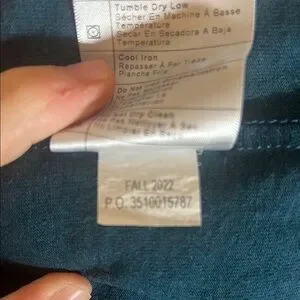 Tumble Dry Low
Sécher En Machine À Basse
Température
Secar En Secadora A Baja
Temperatura
Cool Iron
Repasser À Fer Tiède
Plancha Fría
Do Not
Dry Clean
FALL 2022
P.O. 3510015787